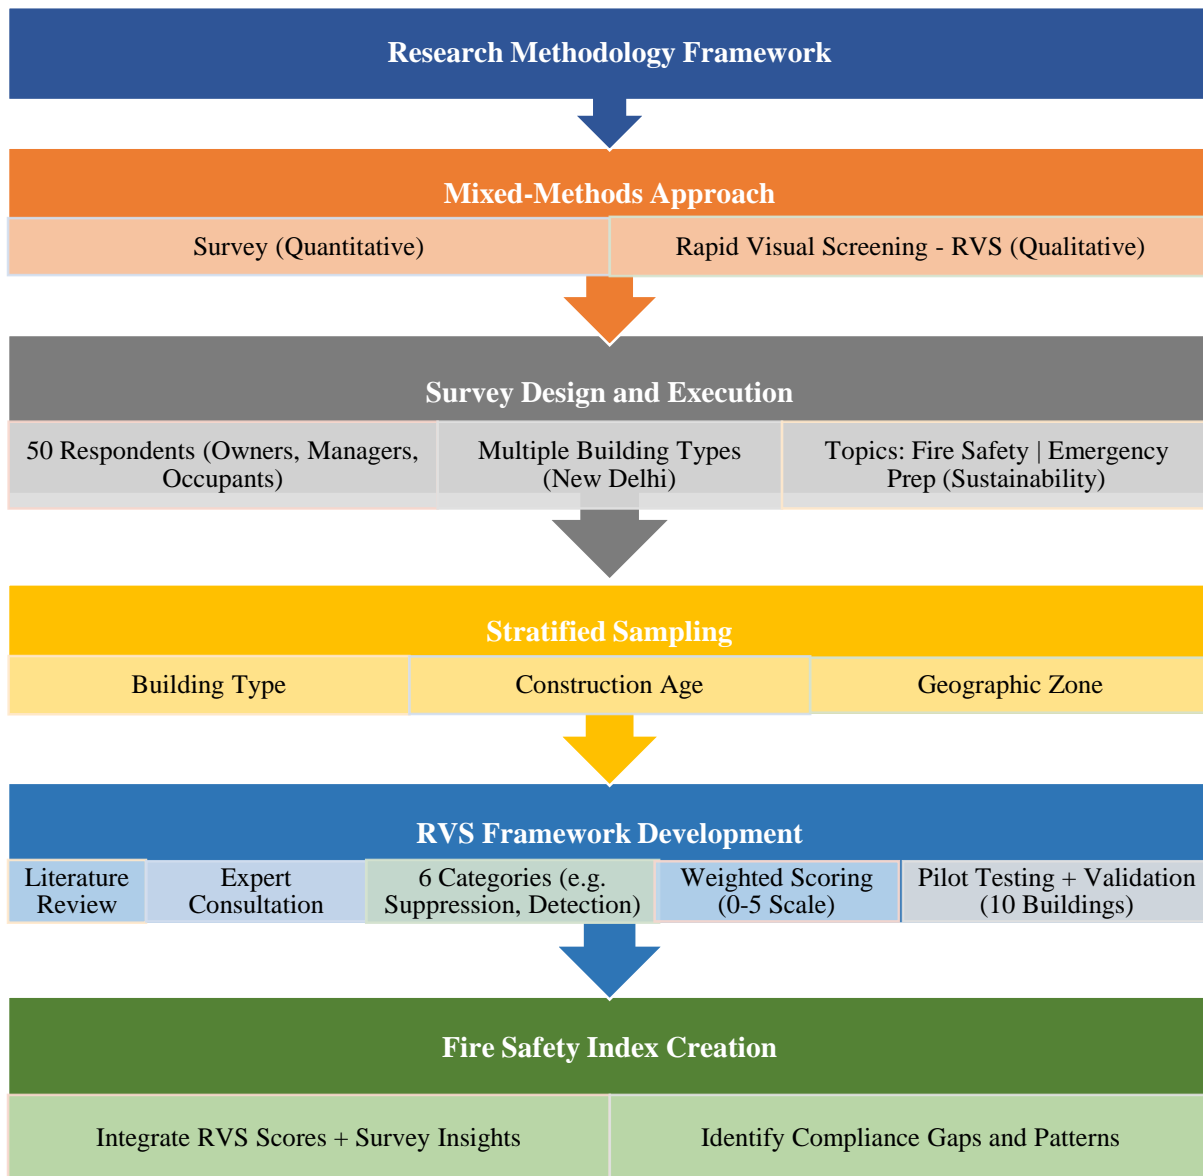 Research Methodology Framework
Mixed-Methods Approach
Survey (Quantitative)
Rapid Visual Screening - RVS (Qualitative)
Survey Design and Execution
50 Respondents (Owners, Managers,
Occupants)
Multiple Building Types
(New Delhi)
Topics: Fire Safety | Emergency
Prep (Sustainability)
Stratified Sampling
Building Type
Construction Age
Geographic Zone
RVS Framework Development
Literature
Review
Expert
Consultation
6 Categories (e.g.
Suppression, Detection)
Weighted Scoring
(0-5 Scale)
Pilot Testing + Validation
(10 Buildings)
Fire Safety Index Creation
Integrate RVS Scores + Survey Insights
Identify Compliance Gaps and Patterns